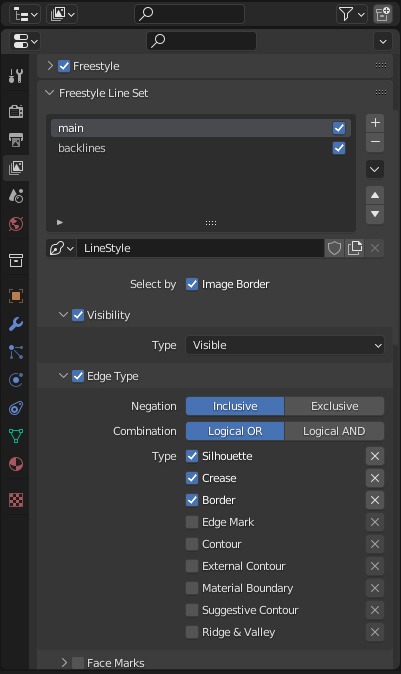 Freestyle
Freestyle Line Set
main
backlines
LineStyle
Select by Image Border
Visibility
Type Visible
Edge Type
Negation Inclusive Exclusive
Combination Logical OR Logical AND
Type Silhouette
Crease
Border
Edge Mark
Contour
External Contour
Material Boundary
Suggestive Contour
Ridge & Valley
Face Marks